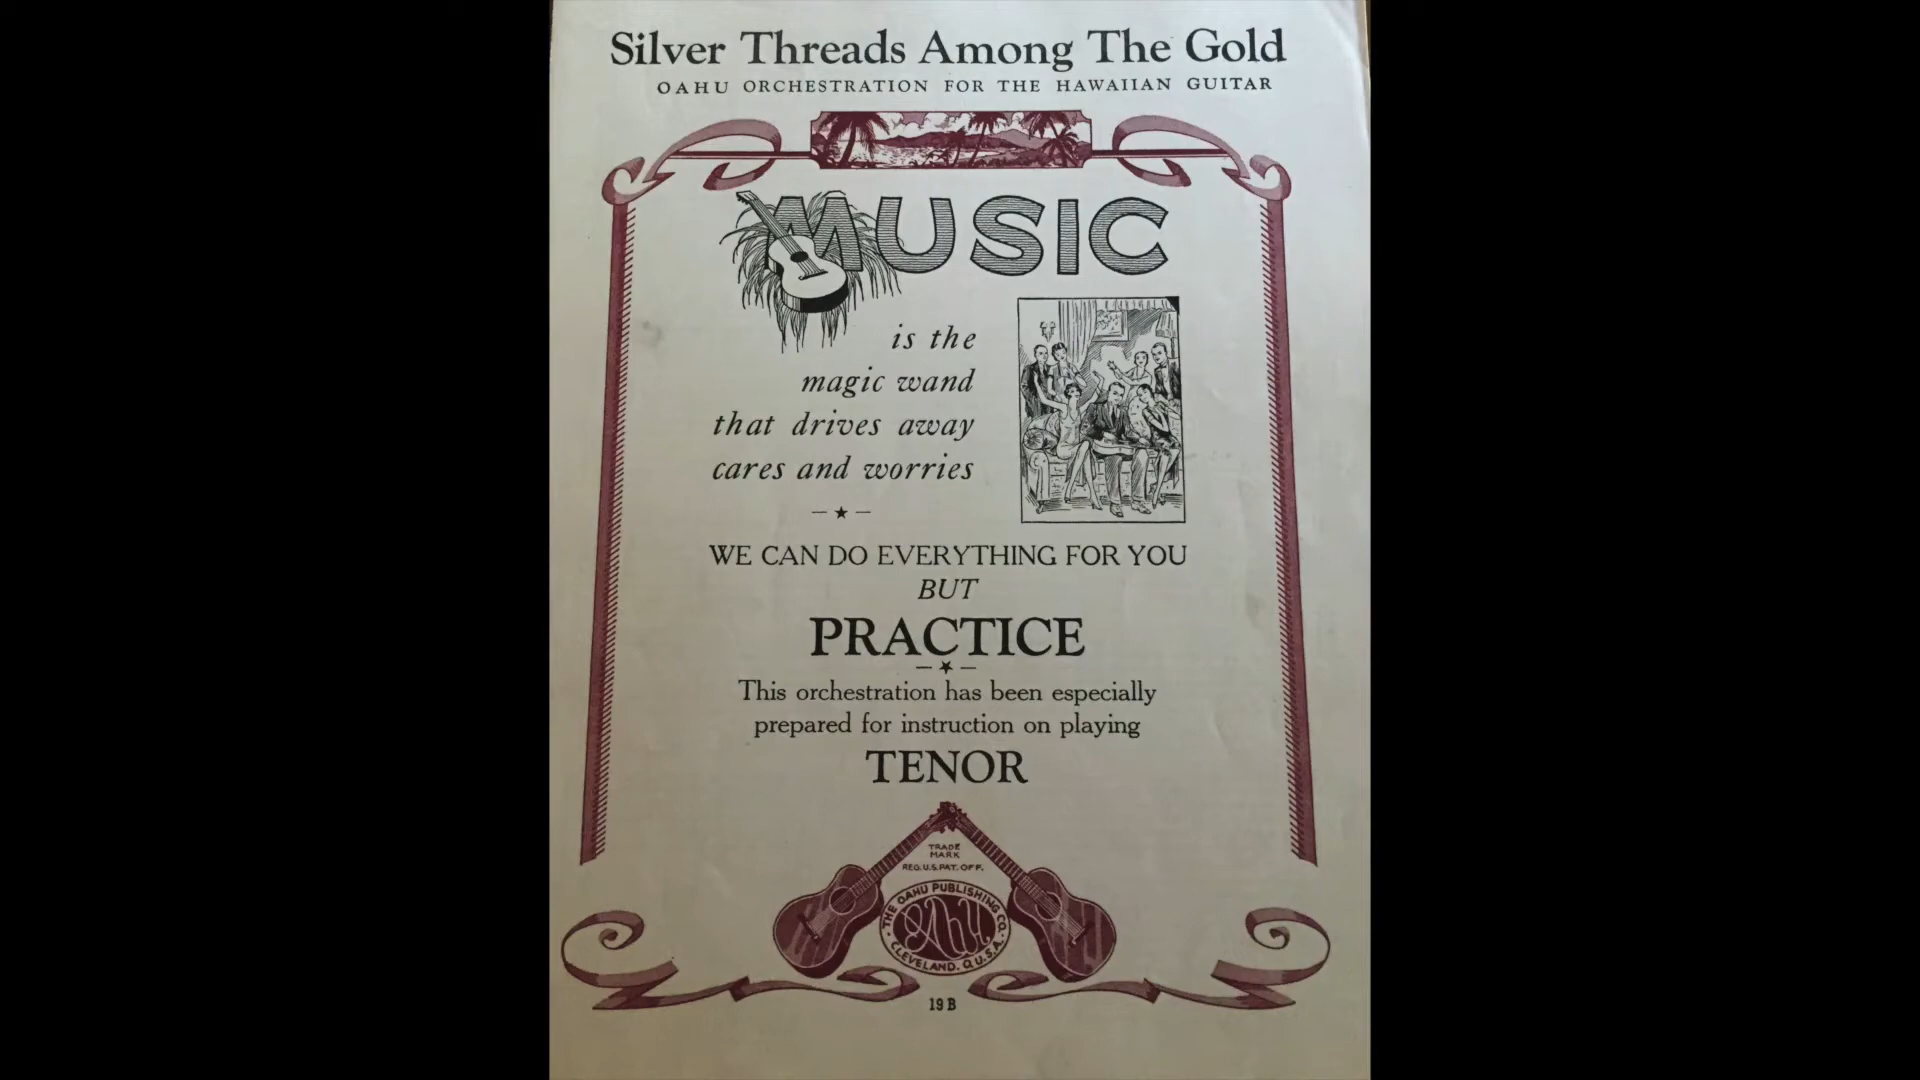 Silver Threads Among The Gold
OAHU ORCHESTRATION FOR THE HAWAIIAN GUITAR
MUSIC
is the
magic wand
that drives away
cares and worries
— ★ —
WE CAN DO EVERYTHING FOR YOU
BUT
PRACTICE
— ★ —
This orchestration has been especially
prepared for instruction on playing
TENOR
TRADE
MARK
REG. U.S. PAT. OFF.
THE OAHU PUBLISHING CO.
OAHU
CLEVELAND, O. U.S.A.
19 B